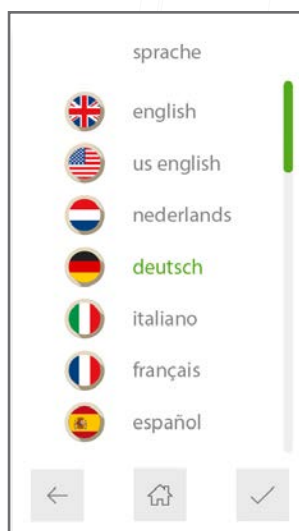 sprache
english
us english
nederlands
deutsch
italiano
français
español